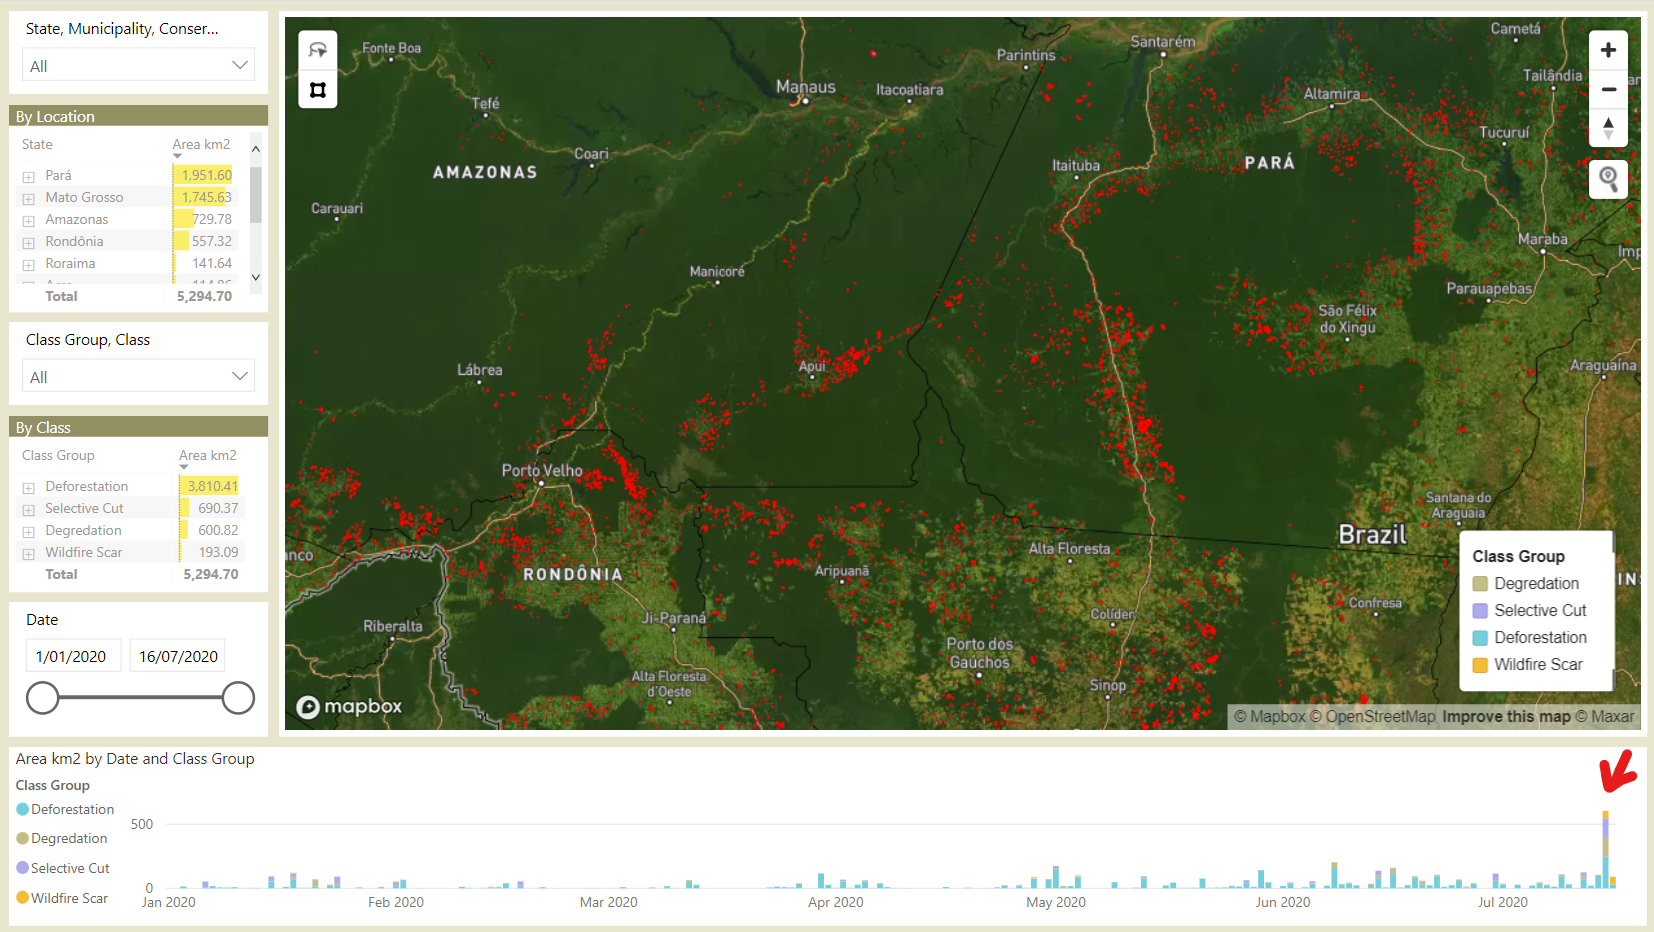 State, Municipality, Conser...
All
By Location
State Area km2
Pará 1,951.60
Mato Grosso 1,745.63
Amazonas 729.78
Rondônia 557.32
Roraima 141.64
Total 5,294.70
Class Group, Class
All
By Class
Class Group Area km2
Deforestation 3,810.41
Selective Cut 690.37
Degredation 600.82
Wildfire Scar 193.09
Total 5,294.70
Date
1/01/2020 16/07/2020
Fonte Boa
Parintins
Santarém
Cametá
Tefé
Manaus
Itacoatiara
Altamira
Tailândia
Tucuruí
Coari
AMAZONAS
Itaituba
PARÁ
Carauari
Maraba
Imp
Manicoré
Parauapebas
São Félix
do Xingu
Lábrea
Apuí
Araguaína
Porto Velho
Santana do
Araguaia
Brazil
anco
RONDÔNIA
Aripuanã
Alta Floresta
Riberalta
Ji-Paraná
Colíder
Confresa
Porto dos
Gaúchos
Alta Floresta
d'Oeste
Sinop
Class Group
Degredation
Selective Cut
Deforestation
Wildfire Scar
INS
mapbox
© Mapbox © OpenStreetMap Improve this map © Maxar
Area km2 by Date and Class Group
Class Group
Deforestation
Degredation
Selective Cut
Wildfire Scar
500
0
Jan 2020 Feb 2020 Mar 2020 Apr 2020 May 2020 Jun 2020 Jul 2020